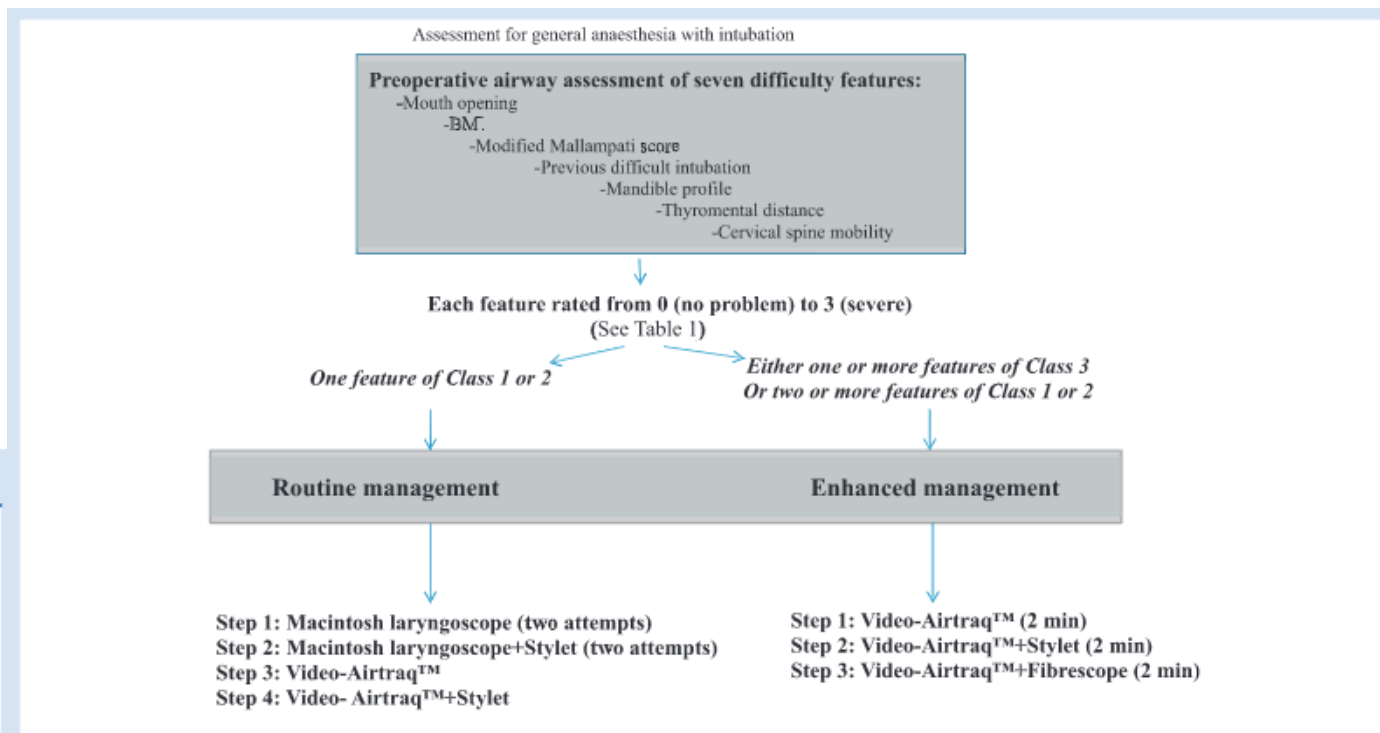 Assessment for general anaesthesia with intubation
Preoperative airway assessment of seven difficulty features:
-Mouth opening
-BM.
-Modified Mallampati score
-Previous difficult intubation
-Mandible profile
-Thyromental distance
-Cervical spine mobility
Each feature rated from 0 (no problem) to 3 (severe)
(See Table 1)
One feature of Class 1 or 2
Either one or more features of Class 3
Or two or more features of Class 1 or 2
Routine management
Enhanced management
Step 1: Macintosh laryngoscope (two attempts)
Step 2: Macintosh laryngoscope+Stylet (two attempts)
Step 3: Video-Airtraq™
Step 4: Video- Airtraq™+Stylet
Step 1: Video-Airtraq™ (2 min)
Step 2: Video-Airtraq™+Stylet (2 min)
Step 3: Video-Airtraq™+Fibrescope (2 min)